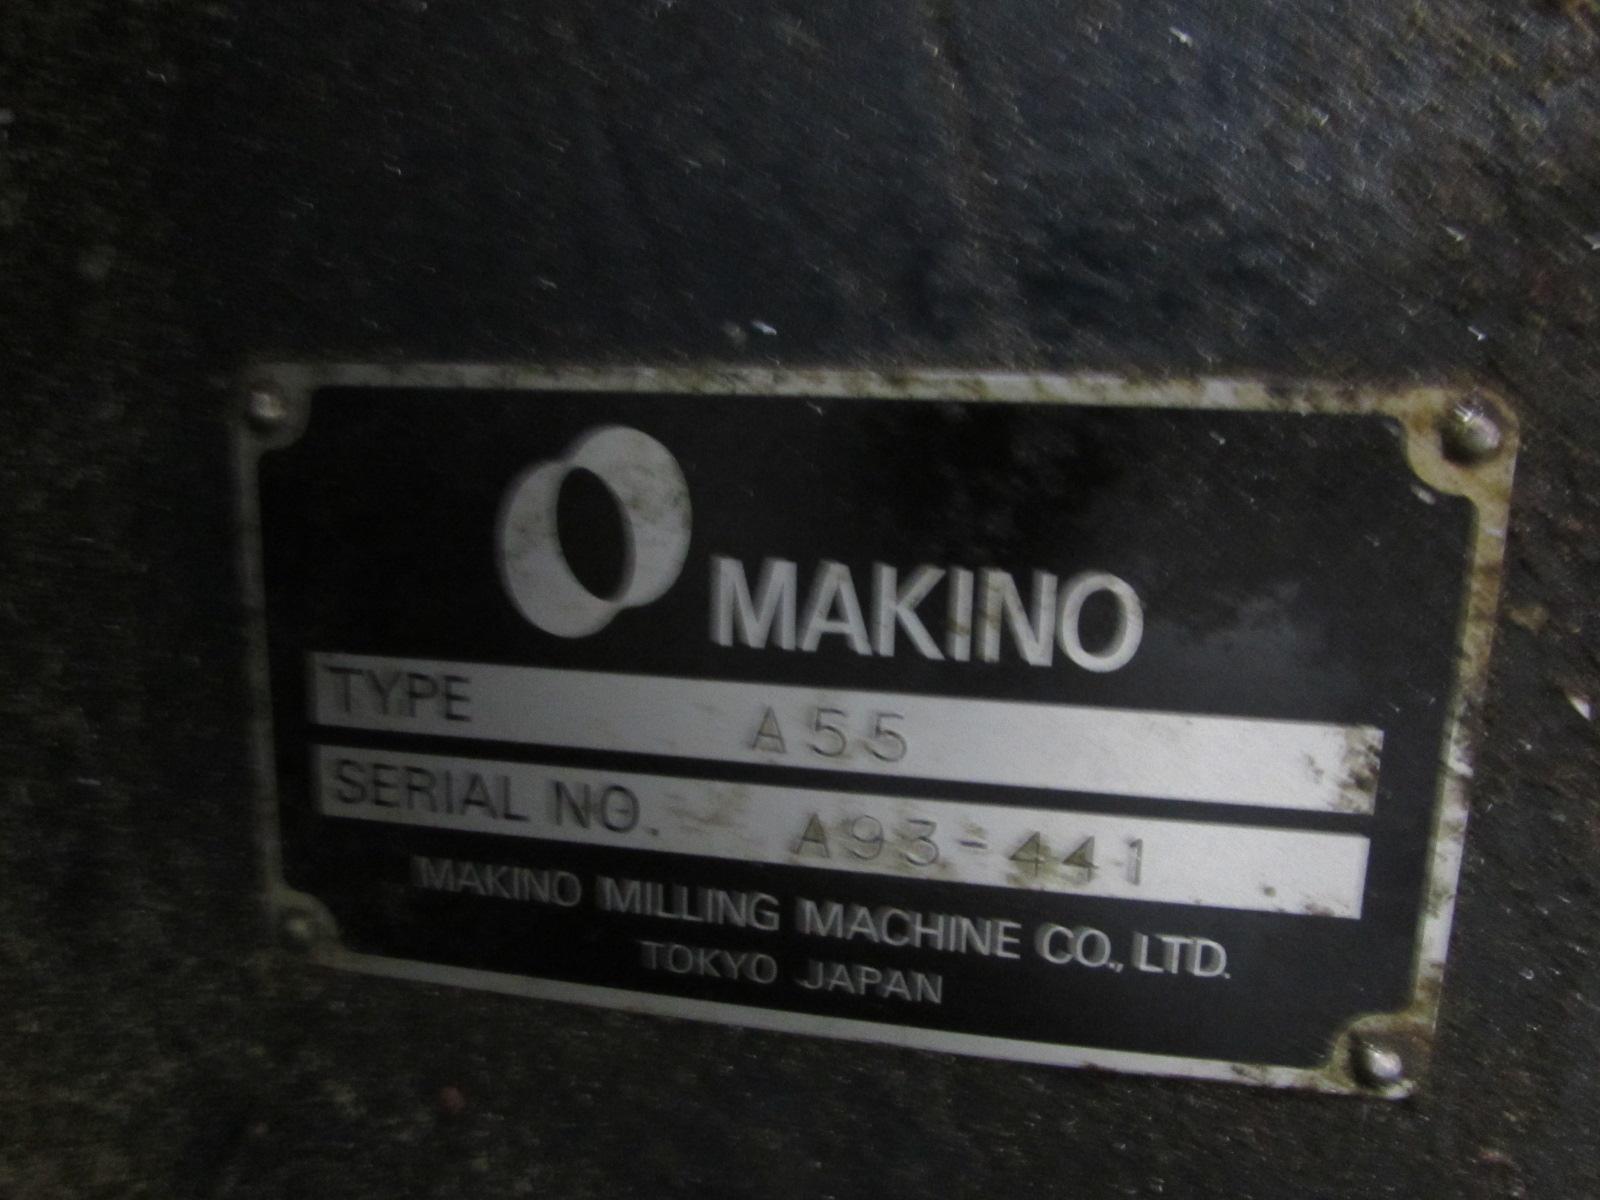 MAKINO
TYPE A55
SERIAL NO. A93-441
MAKINO MILLING MACHINE CO., LTD.
TOKYO JAPAN